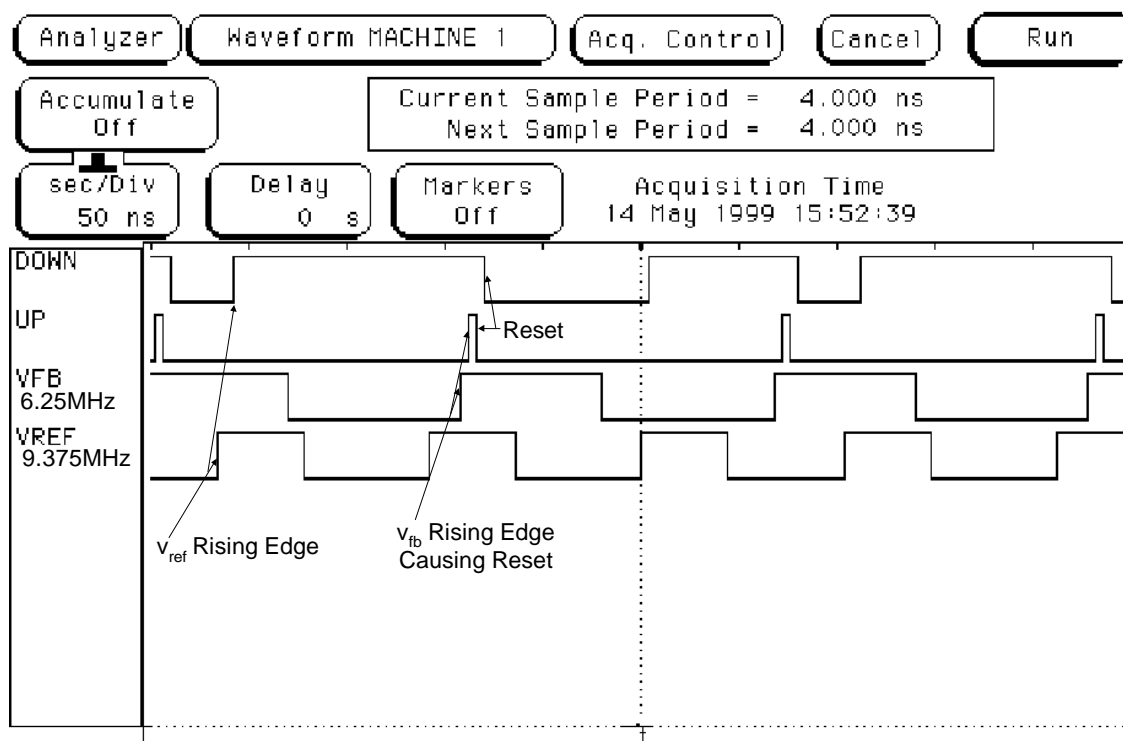 Analyzer
Waveform MACHINE 1
Acq. Control
Cancel
Run
Accumulate
Off
Current Sample Period = 4.000 ns
Next Sample Period = 4.000 ns
sec/Div
50 ns
Delay
0 s
Markers
Off
Acquisition Time
14 May 1999 15:52:39
DOWN
UP
Reset
VFB
6.25MHz
VREF
9.375MHz
vref Rising Edge
vfb Rising Edge
Causing Reset